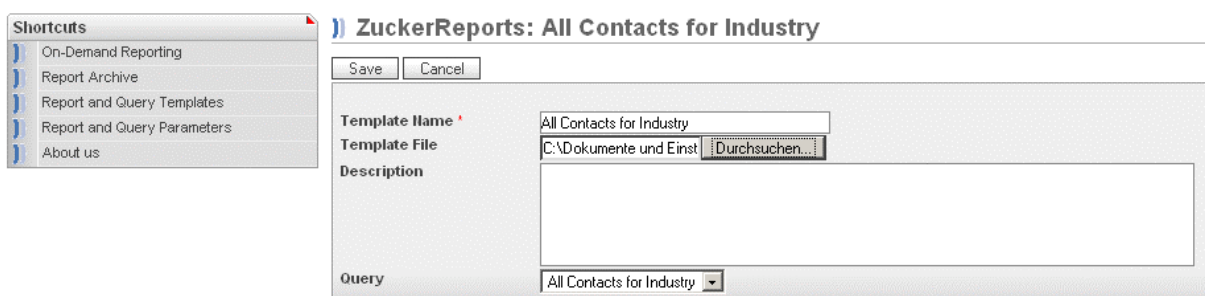 Shortcuts
On-Demand Reporting
Report Archive
Report and Query Templates
Report and Query Parameters
About us
ZuckerReports: All Contacts for Industry
Save Cancel
Template Name * All Contacts for Industry
Template File C:\Dokumente und Einst Durchsuchen...
Description
Query All Contacts for Industry